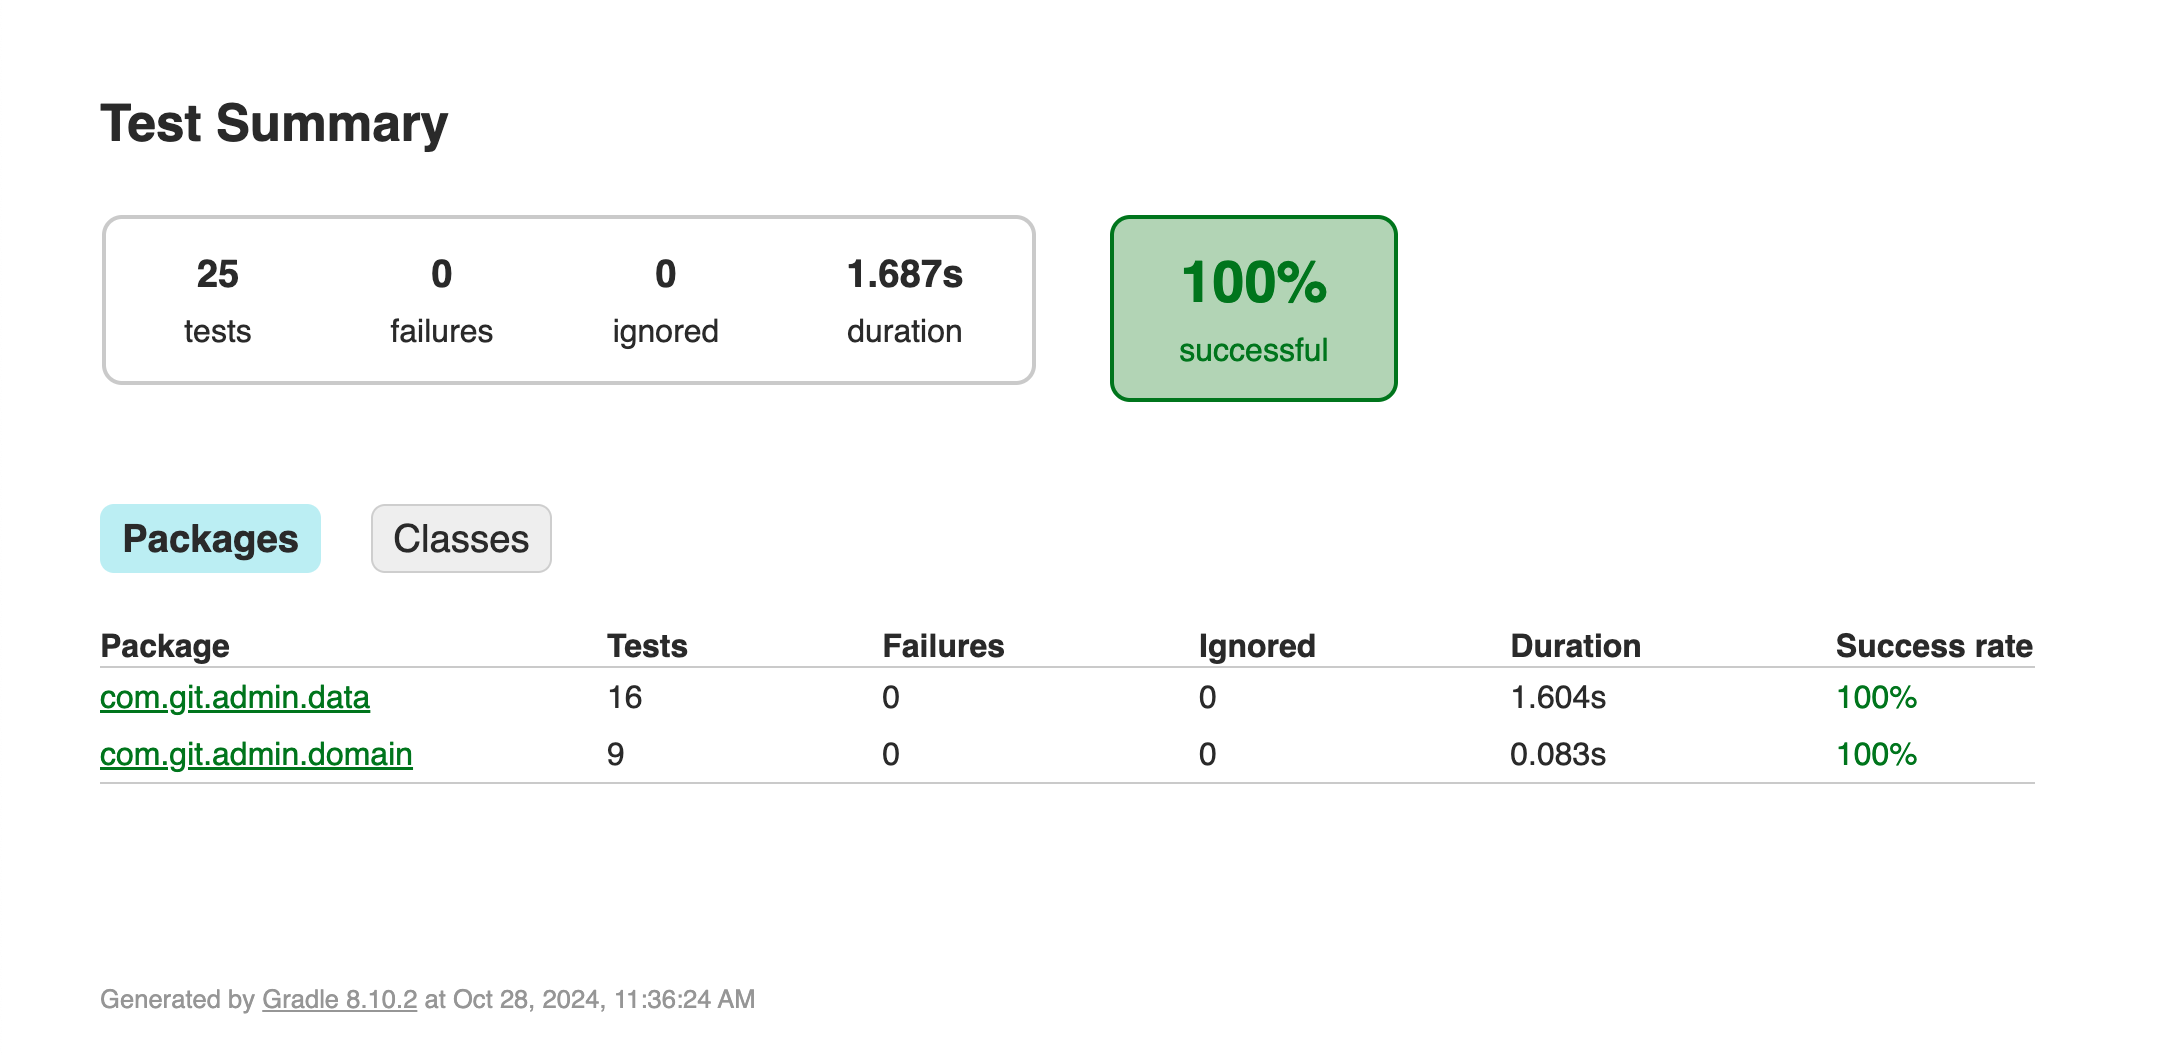 Test Summary
25 0 0 1.687s
tests failures ignored duration
100%
successful
Packages Classes
Package Tests Failures Ignored Duration Success rate
com.git.admin.data 16 0 0 1.604s 100%
com.git.admin.domain 9 0 0 0.083s 100%
Generated by Gradle 8.10.2 at Oct 28, 2024, 11:36:24 AM